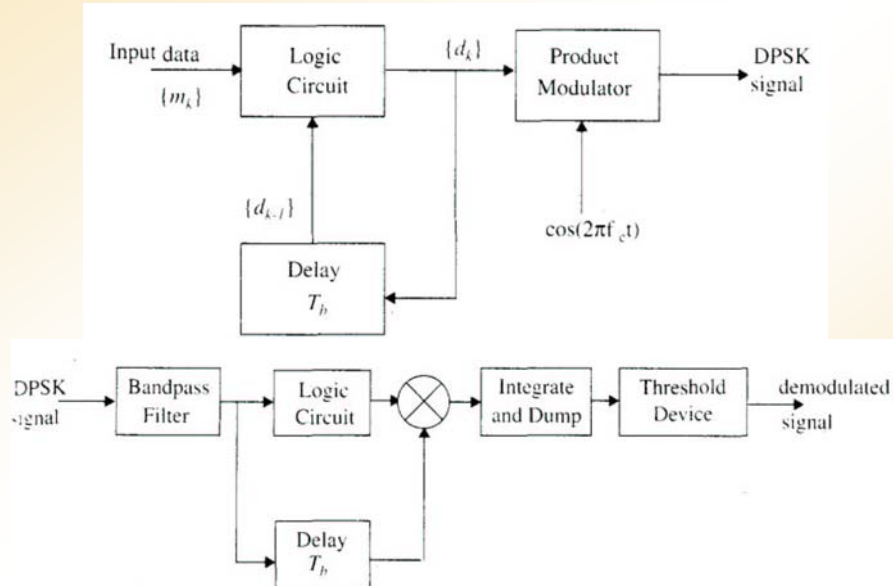 Input data
{m_k}
Logic
Circuit
{d_k}
Product
Modulator
DPSK
signal
{d_{k-1}}
cos(2πf_c t)
Delay
T_b
DPSK
signal
Bandpass
Filter
Logic
Circuit
Integrate
and Dump
Threshold
Device
demodulated
signal
Delay
T_b